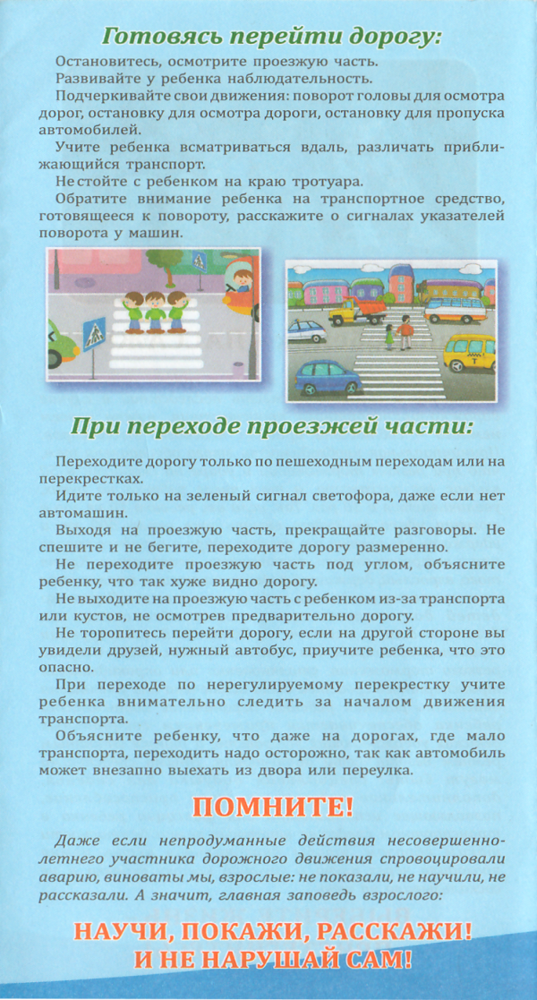 Готовясь перейти дорогу:
Остановитесь, осмотрите проезжую часть.
Развивайте у ребенка наблюдательность.
Подчеркивайте свои движения: поворот головы для осмотра
дорог, остановку для осмотра дороги, остановку для пропуска
автомобилей.
Учите ребенка всматриваться вдаль, различать прибли-
жающийся транспорт.
Не стойте с ребенком на краю тротуара.
Обратите внимание ребенка на транспортное средство,
готовящееся к повороту, расскажите о сигналах указателей
поворота у машин.
При переходе проезжей части:
Переходите дорогу только по пешеходным переходам или на
перекрестках.
Идите только на зеленый сигнал светофора, даже если нет
автомашин.
Выходя на проезжую часть, прекращайте разговоры. Не
спешите и не бегите, переходите дорогу размеренно.
Не переходите проезжую часть под углом, объясните
ребенку, что так хуже видно дорогу.
Не выходите на проезжую часть с ребенком из-за транспорта
или кустов, не осмотрев предварительно дорогу.
Не торопитесь перейти дорогу, если на другой стороне вы
увидели друзей, нужный автобус, приучите ребенка, что это
опасно.
При переходе по нерегулируемому перекрестку учите
ребенка внимательно следить за началом движения
транспорта.
Объясните ребенку, что даже на дорогах, где мало
транспорта, переходить надо осторожно, так как автомобиль
может внезапно выехать из двора или переулка.
ПОМНИТЕ!
Даже если непродуманные действия несовершенно-
летнего участника дорожного движения спровоцировали
аварию, виноваты мы, взрослые: не показали, не научили, не
рассказали. А значит, главная заповедь взрослого:
НАУЧИ, ПОКАЖИ, РАССКАЖИ!
И НЕ НАРУШАЙ САМ!